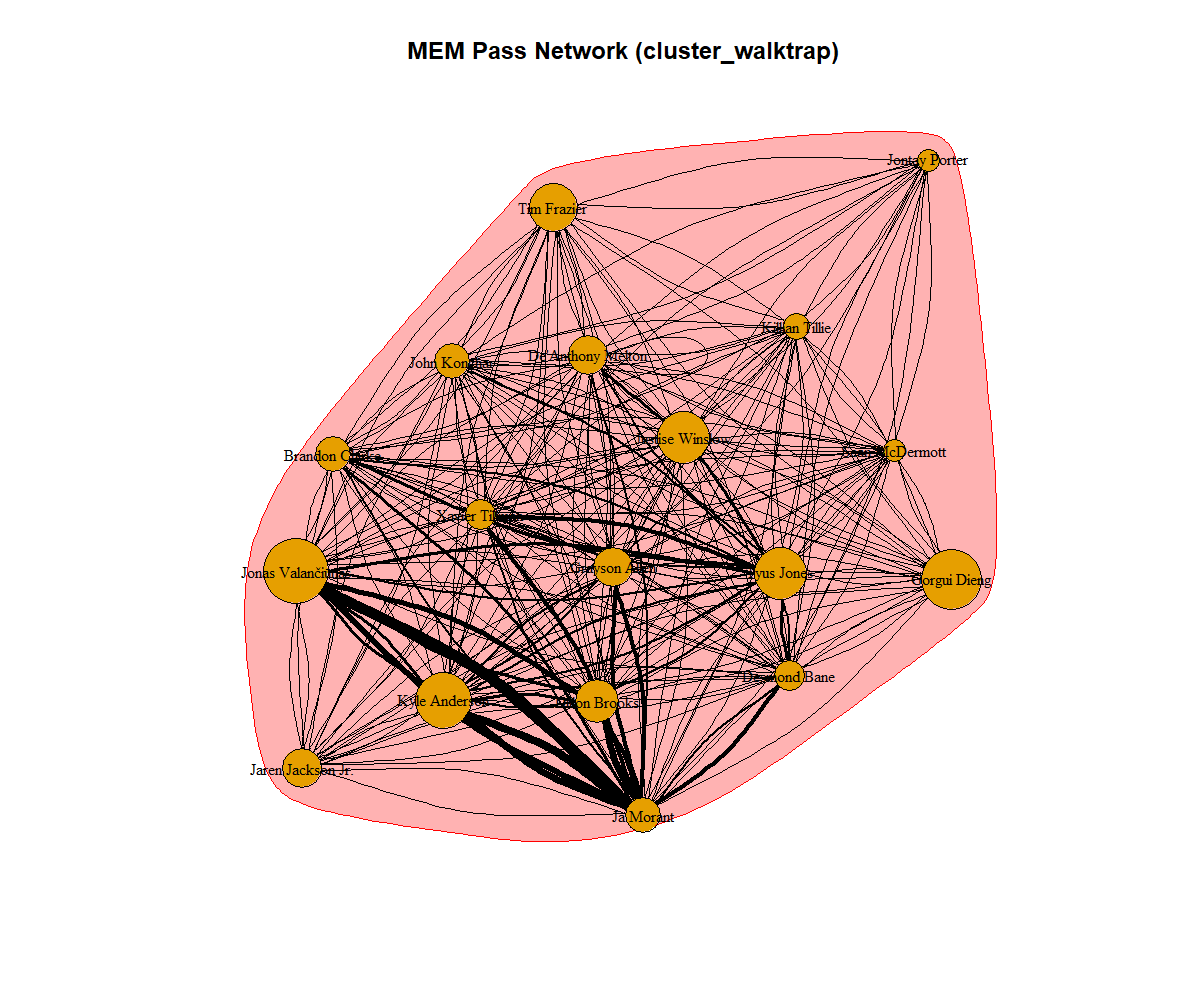 MEM Pass Network (cluster_walktrap)
Jontay Porter
Tim Frazier
Killian Tillie
De'Anthony Melton
John Konchar
Justise Winslow
Brandon Clarke
Sean McDermott
Xavier Tillman
Grayson Allen
Jonas Valančiūnas
Tyus Jones
Gorgui Dieng
Desmond Bane
Kyle Anderson
Dillon Brooks
Jaren Jackson Jr.
Ja Morant